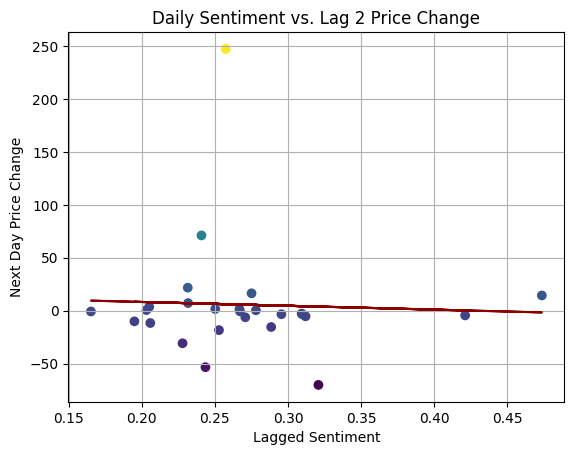 Daily Sentiment vs. Lag 2 Price Change
Next Day Price Change
250
200
150
100
50
0
−50
0.15 0.20 0.25 0.30 0.35 0.40 0.45
Lagged Sentiment